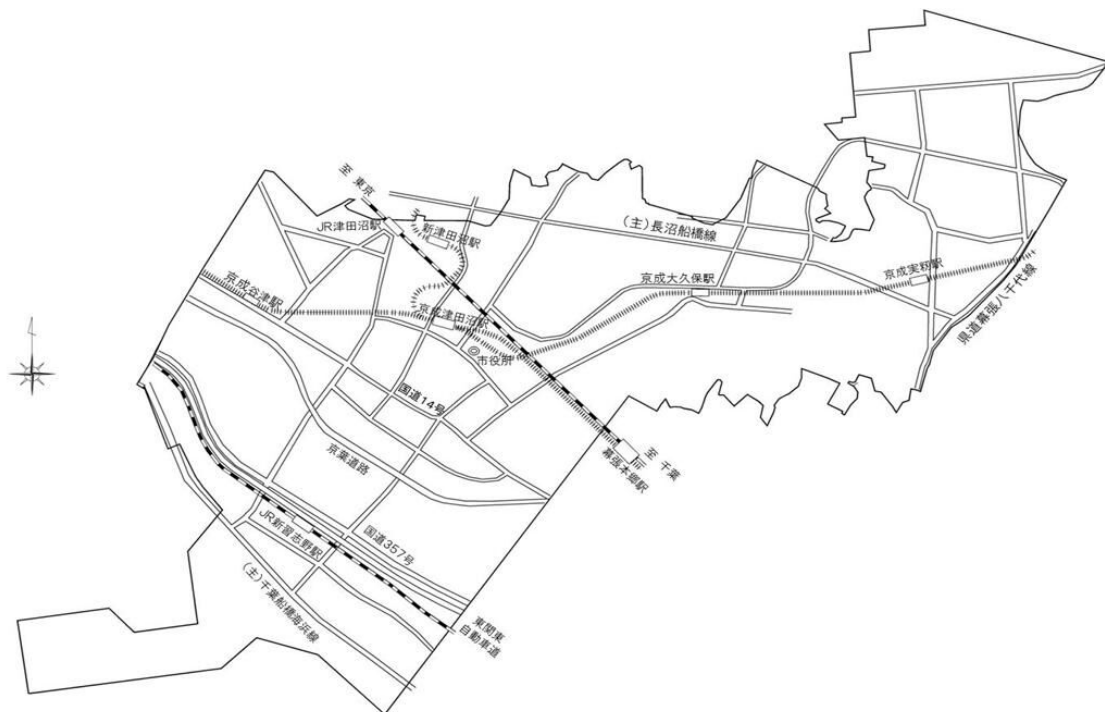 至 東京
JR津田沼駅
新津田沼駅
(主)長沼船橋線
京成大久保駅
京成実籾駅
県道幕張八千代線
京成谷津駅
京成津田沼駅
市役所
国道14号
京葉道路
幕張本郷駅
至 千葉
JR新習志野駅
国道357号
(主)千葉船橋海浜線
東関東
自動車道